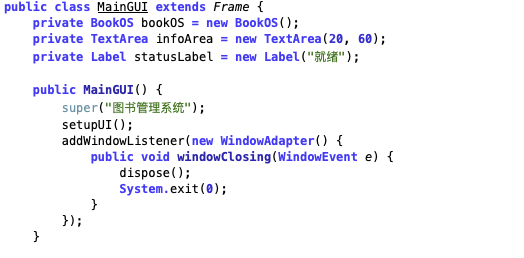 public class MainGUI extends Frame {
    private BookOS bookOS = new BookOS();
    private TextArea infoArea = new TextArea(20, 60);
    private Label statusLabel = new Label("就绪");

    public MainGUI() {
        super("图书管理系统");
        setupUI();
        addWindowListener(new WindowAdapter() {
            public void windowClosing(WindowEvent e) {
                dispose();
                System.exit(0);
            }
        });
    }